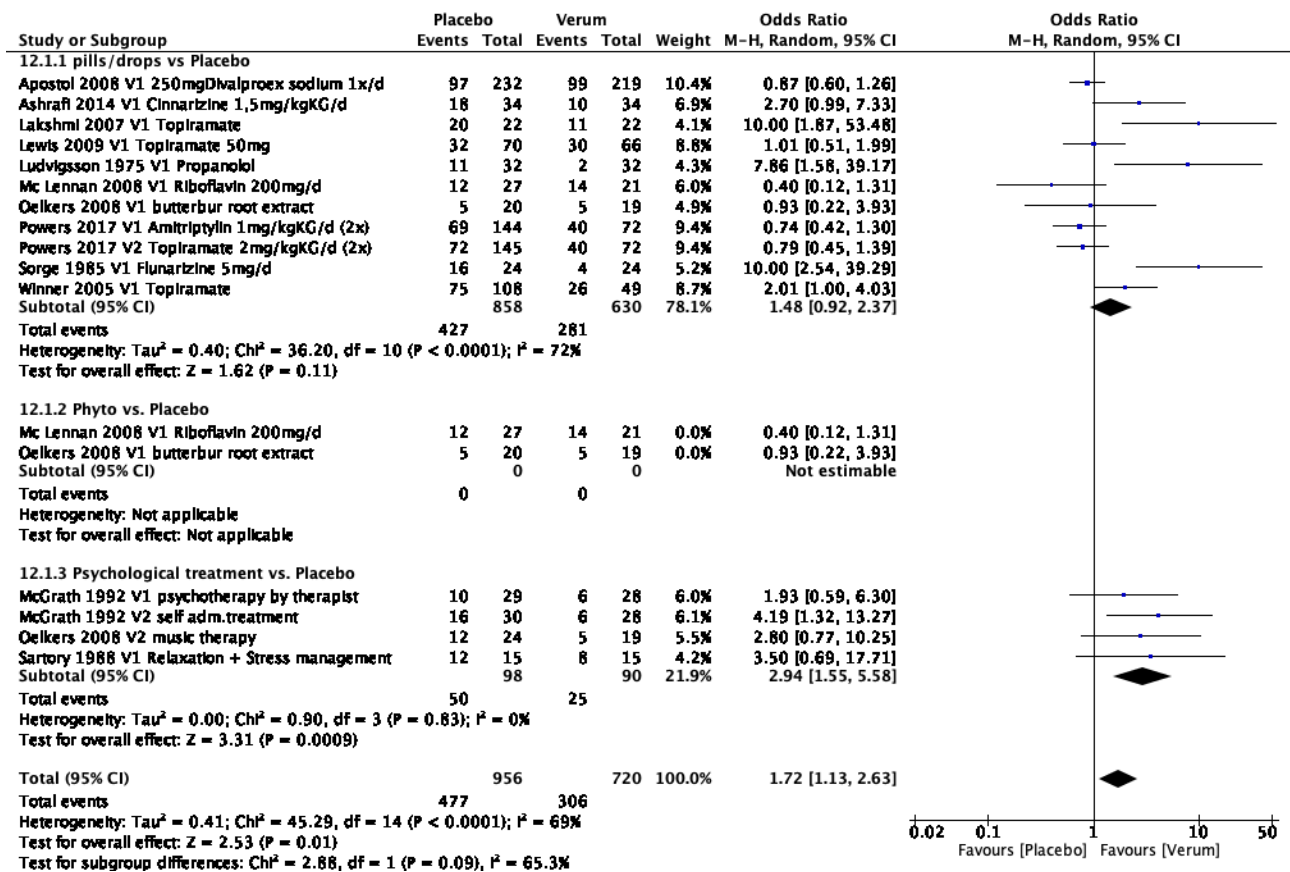 Placebo Verum Odds Ratio Odds Ratio
Study or Subgroup Events Total Events Total Weight M-H, Random, 95% CI M-H, Random, 95% CI
12.1.1 pills/drops vs Placebo
Apostol 2008 V1 250mgDivalproex sodium 1x/d 97 232 99 219 10.4% 0.87 [0.60, 1.26]
Ashrafi 2014 V1 Cinnarizine 1,5mg/kgKG/d 18 34 10 34 6.9% 2.70 [0.99, 7.33]
Lakshmi 2007 V1 Topiramate 20 22 11 22 4.1% 10.00 [1.87, 53.48]
Lewis 2009 V1 Topiramate 50mg 32 70 30 66 8.8% 1.01 [0.51, 1.99]
Ludvigsson 1975 V1 Propanolol 11 32 2 32 4.3% 7.86 [1.58, 39.17]
Mc Lennan 2008 V1 Riboflavin 200mg/d 12 27 14 21 6.0% 0.40 [0.12, 1.31]
Oelkers 2008 V1 butterbur root extract 5 20 5 19 4.9% 0.93 [0.22, 3.93]
Powers 2017 V1 Amitriptylin 1mg/kgKG/d (2x) 69 144 40 72 9.4% 0.74 [0.42, 1.30]
Powers 2017 V2 Topiramate 2mg/kgKG/d (2x) 72 145 40 72 9.4% 0.79 [0.45, 1.39]
Sorge 1985 V1 Flunarizine 5mg/d 16 24 4 24 5.2% 10.00 [2.54, 39.29]
Winner 2005 V1 Topiramate 75 108 26 49 8.7% 2.01 [1.00, 4.03]
Subtotal (95% CI) 858 630 78.1% 1.48 [0.92, 2.37]
Total events 427 281
Heterogeneity: Tau² = 0.40; Chi² = 36.20, df = 10 (P < 0.0001); I² = 72%
Test for overall effect: Z = 1.62 (P = 0.11)
12.1.2 Phyto vs. Placebo
Mc Lennan 2008 V1 Riboflavin 200mg/d 12 27 14 21 0.0% 0.40 [0.12, 1.31]
Oelkers 2008 V1 butterbur root extract 5 20 5 19 0.0% 0.93 [0.22, 3.93]
Subtotal (95% CI) 0 0 Not estimable
Total events 0 0
Heterogeneity: Not applicable
Test for overall effect: Not applicable
12.1.3 Psychological treatment vs. Placebo
McGrath 1992 V1 psychotherapy by therapist 10 29 6 28 6.0% 1.93 [0.59, 6.30]
McGrath 1992 V2 self adm.treatment 16 30 6 28 6.1% 4.19 [1.32, 13.27]
Oelkers 2008 V2 music therapy 12 24 5 19 5.5% 2.80 [0.77, 10.25]
Sartory 1988 V1 Relaxation + Stress management 12 15 8 15 4.2% 3.50 [0.69, 17.71]
Subtotal (95% CI) 98 90 21.9% 2.94 [1.55, 5.58]
Total events 50 25
Heterogeneity: Tau² = 0.00; Chi² = 0.90, df = 3 (P = 0.83); I² = 0%
Test for overall effect: Z = 3.31 (P = 0.0009)
Total (95% CI) 956 720 100.0% 1.72 [1.13, 2.63]
Total events 477 306
Heterogeneity: Tau² = 0.41; Chi² = 45.29, df = 14 (P < 0.0001); I² = 69%
Test for overall effect: Z = 2.53 (P = 0.01)
Test for subgroup differences: Chi² = 2.88, df = 1 (P = 0.09), I² = 65.3%
0.02 0.1 1 10 50
Favours [Placebo] Favours [Verum]